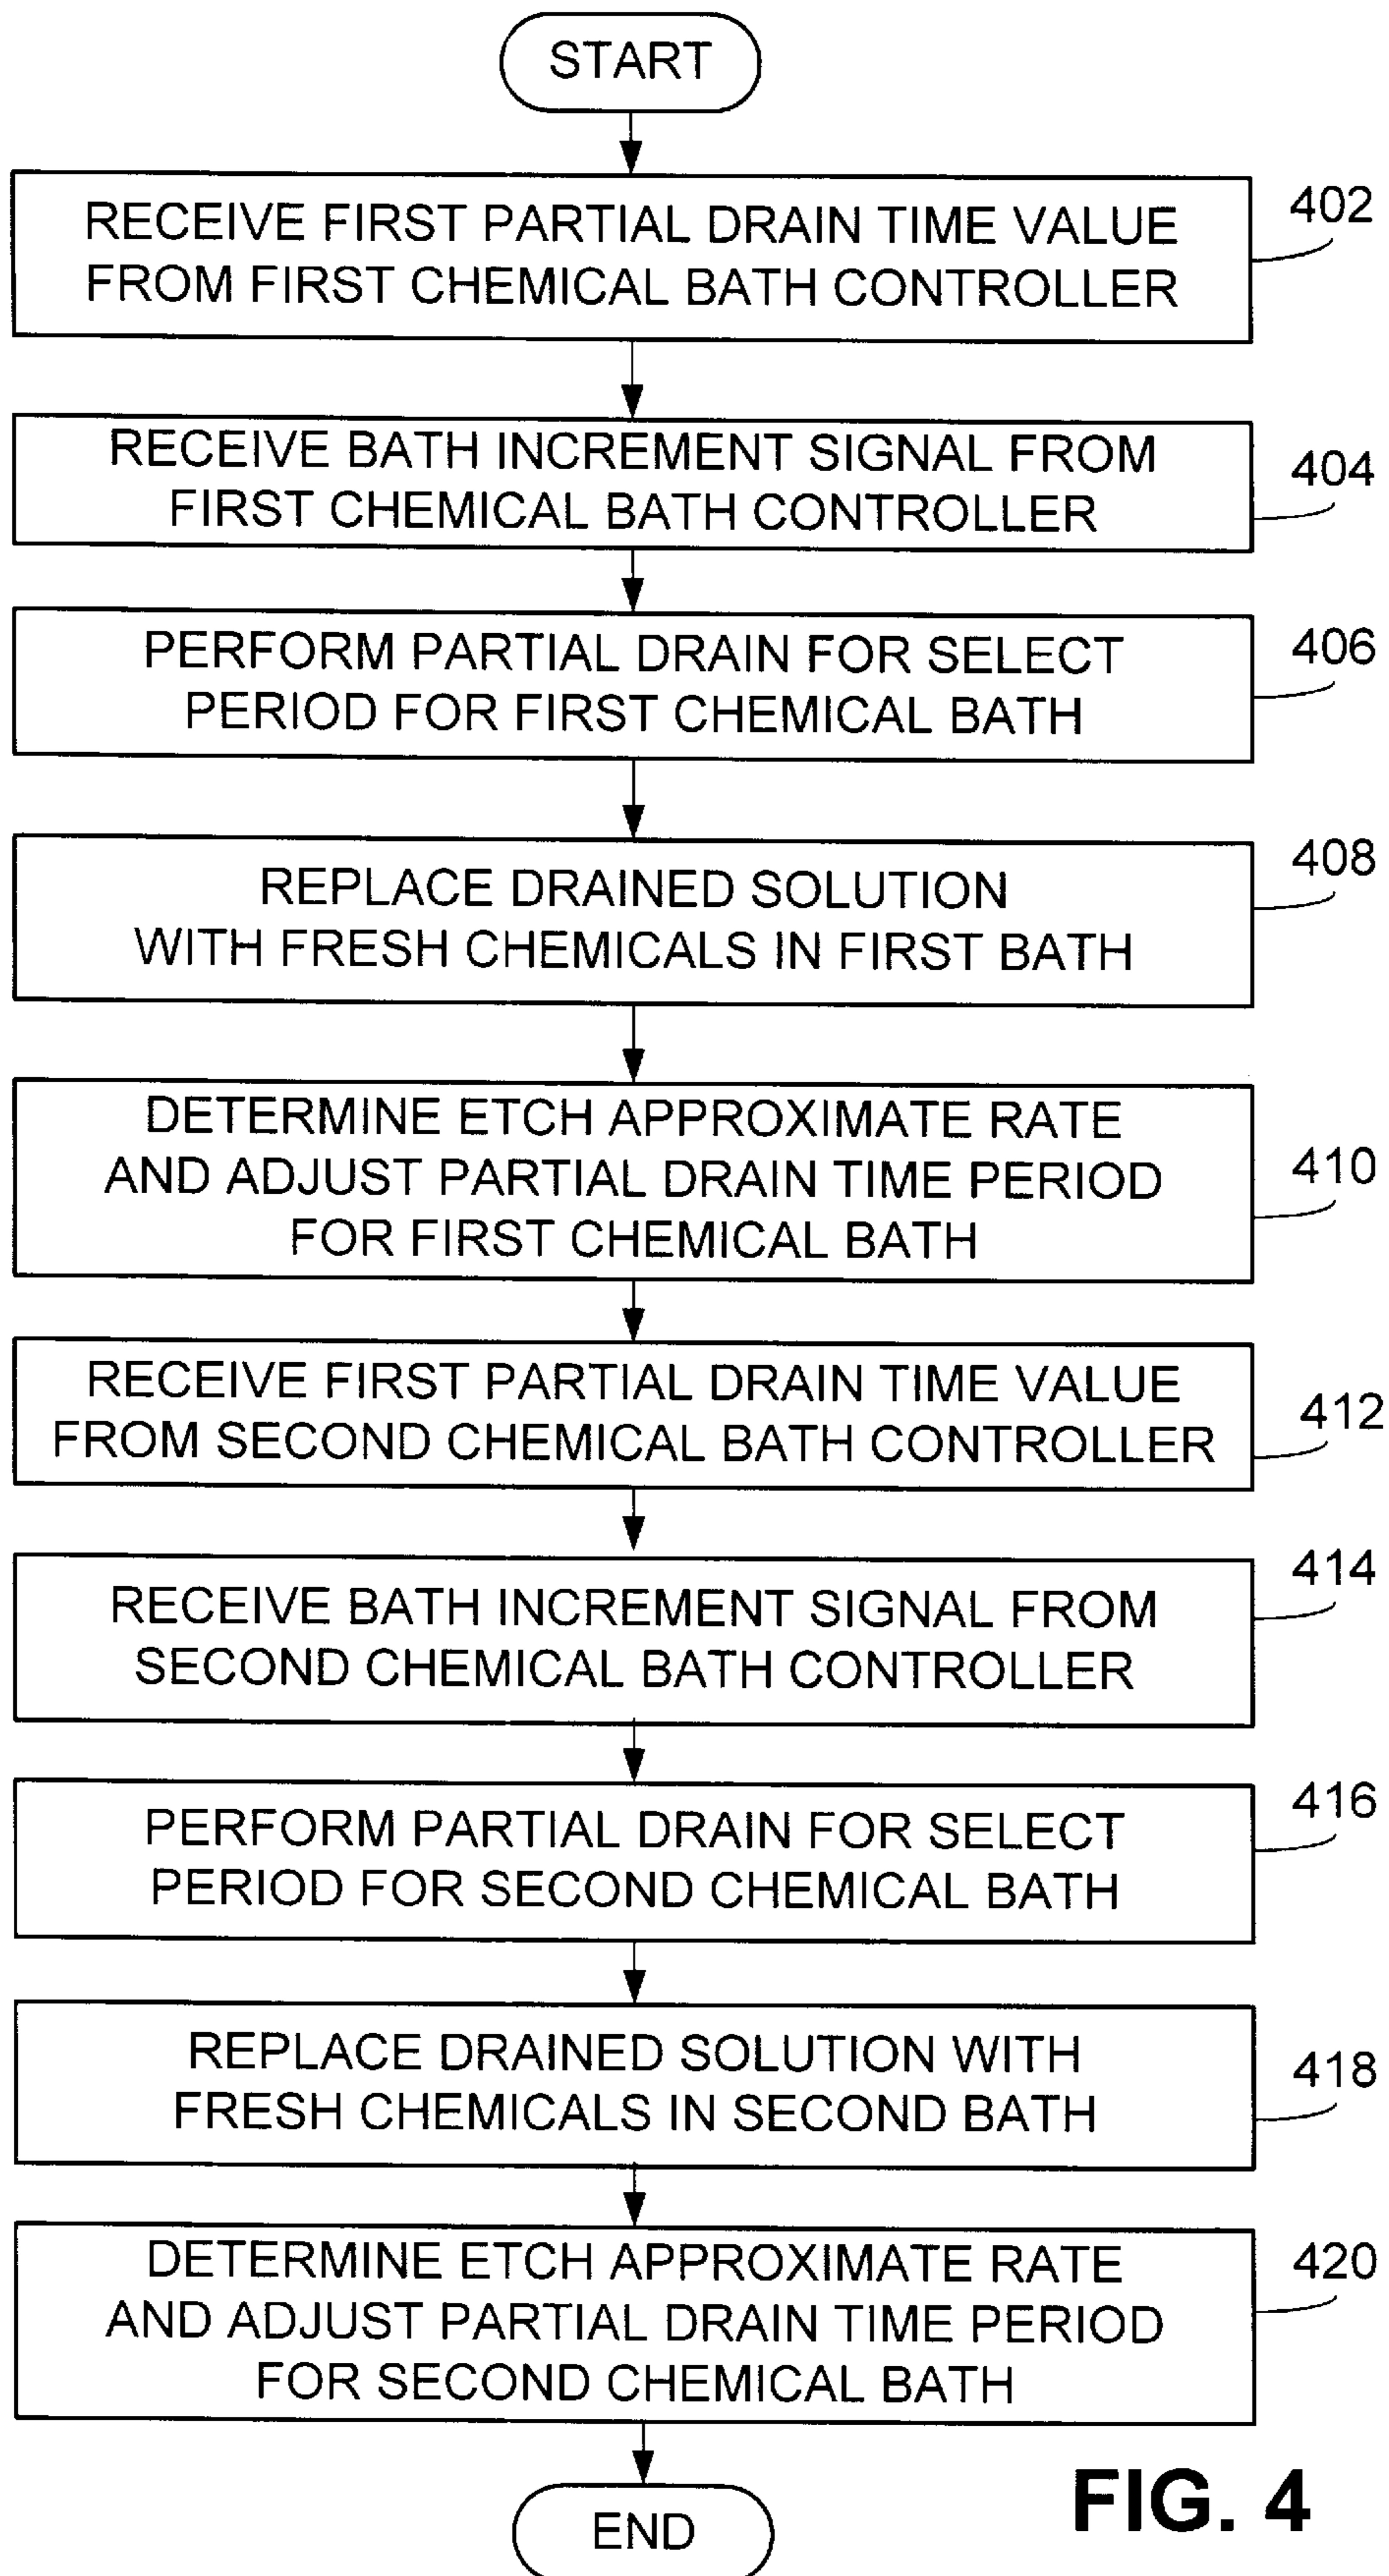 START
RECEIVE FIRST PARTIAL DRAIN TIME VALUE
FROM FIRST CHEMICAL BATH CONTROLLER
402
RECEIVE BATH INCREMENT SIGNAL FROM
FIRST CHEMICAL BATH CONTROLLER
404
PERFORM PARTIAL DRAIN FOR SELECT
PERIOD FOR FIRST CHEMICAL BATH
406
REPLACE DRAINED SOLUTION
WITH FRESH CHEMICALS IN FIRST BATH
408
DETERMINE ETCH APPROXIMATE RATE
AND ADJUST PARTIAL DRAIN TIME PERIOD
FOR FIRST CHEMICAL BATH
410
RECEIVE FIRST PARTIAL DRAIN TIME VALUE
FROM SECOND CHEMICAL BATH CONTROLLER
412
RECEIVE BATH INCREMENT SIGNAL FROM
SECOND CHEMICAL BATH CONTROLLER
414
PERFORM PARTIAL DRAIN FOR SELECT
PERIOD FOR SECOND CHEMICAL BATH
416
REPLACE DRAINED SOLUTION WITH
FRESH CHEMICALS IN SECOND BATH
418
DETERMINE ETCH APPROXIMATE RATE
AND ADJUST PARTIAL DRAIN TIME PERIOD
FOR SECOND CHEMICAL BATH
420
END
FIG. 4